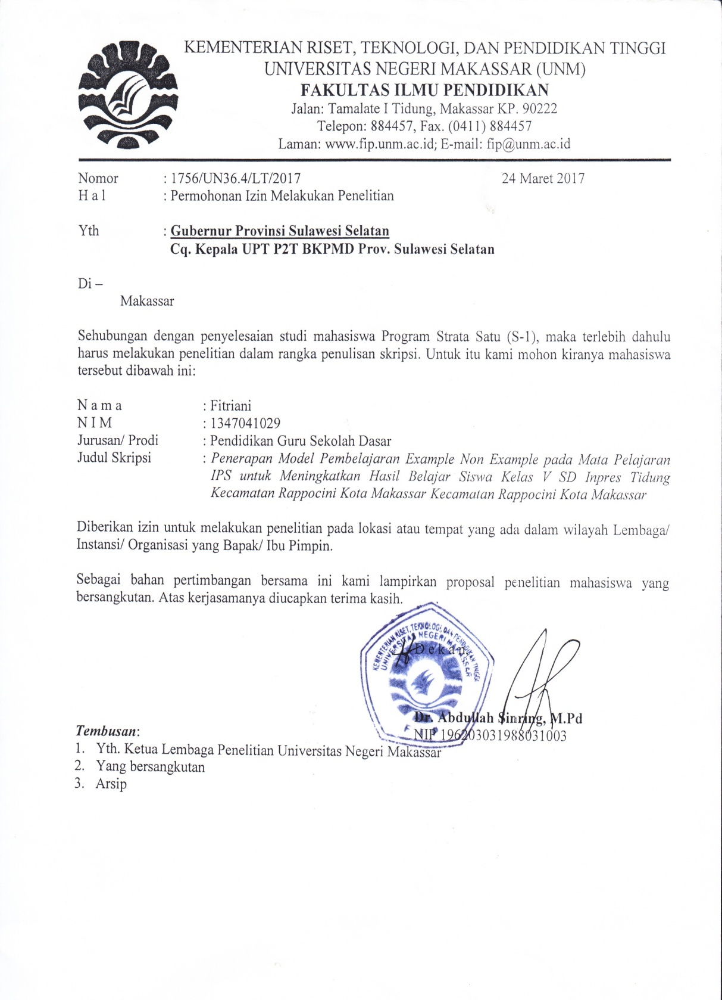 KEMENTERIAN RISET, TEKNOLOGI, DAN PENDIDIKAN TINGGI
UNIVERSITAS NEGERI MAKASSAR (UNM)
FAKULTAS ILMU PENDIDIKAN
Jalan: Tamalate I Tidung, Makassar KP. 90222
Telepon: 884457, Fax. (0411) 884457
Laman: www.fip.unm.ac.id; E-mail: fip@unm.ac.id
Nomor : 1756/UN36.4/LT/2017 24 Maret 2017
H a l : Permohonan Izin Melakukan Penelitian
Yth : Gubernur Provinsi Sulawesi Selatan
Cq. Kepala UPT P2T BKPMD Prov. Sulawesi Selatan
Di –
Makassar
Sehubungan dengan penyelesaian studi mahasiswa Program Strata Satu (S-1), maka terlebih dahulu
harus melakukan penelitian dalam rangka penulisan skripsi. Untuk itu kami mohon kiranya mahasiswa
tersebut dibawah ini:
N a m a : Fitriani
N I M : 1347041029
Jurusan/ Prodi : Pendidikan Guru Sekolah Dasar
Judul Skripsi : Penerapan Model Pembelajaran Example Non Example pada Mata Pelajaran
IPS untuk Meningkatkan Hasil Belajar Siswa Kelas V SD Inpres Tidung
Kecamatan Rappocini Kota Makassar Kecamatan Rappocini Kota Makassar
Diberikan izin untuk melakukan penelitian pada lokasi atau tempat yang ada dalam wilayah Lembaga/
Instansi/ Organisasi yang Bapak/ Ibu Pimpin.
Sebagai bahan pertimbangan bersama ini kami lampirkan proposal penelitian mahasiswa yang
bersangkutan. Atas kerjasamanya diucapkan terima kasih.
KEMENTERIAN RISET, TEKNOLOGI, DAN PENDIDIKAN TINGGI
UNIVERSITAS NEGERI MAKASSAR
D e k a n,
F I P
Dr. Abdullah Sinring, M.Pd
NIP 196203031988031003
Tembusan:
1. Yth. Ketua Lembaga Penelitian Universitas Negeri Makassar
2. Yang bersangkutan
3. Arsip